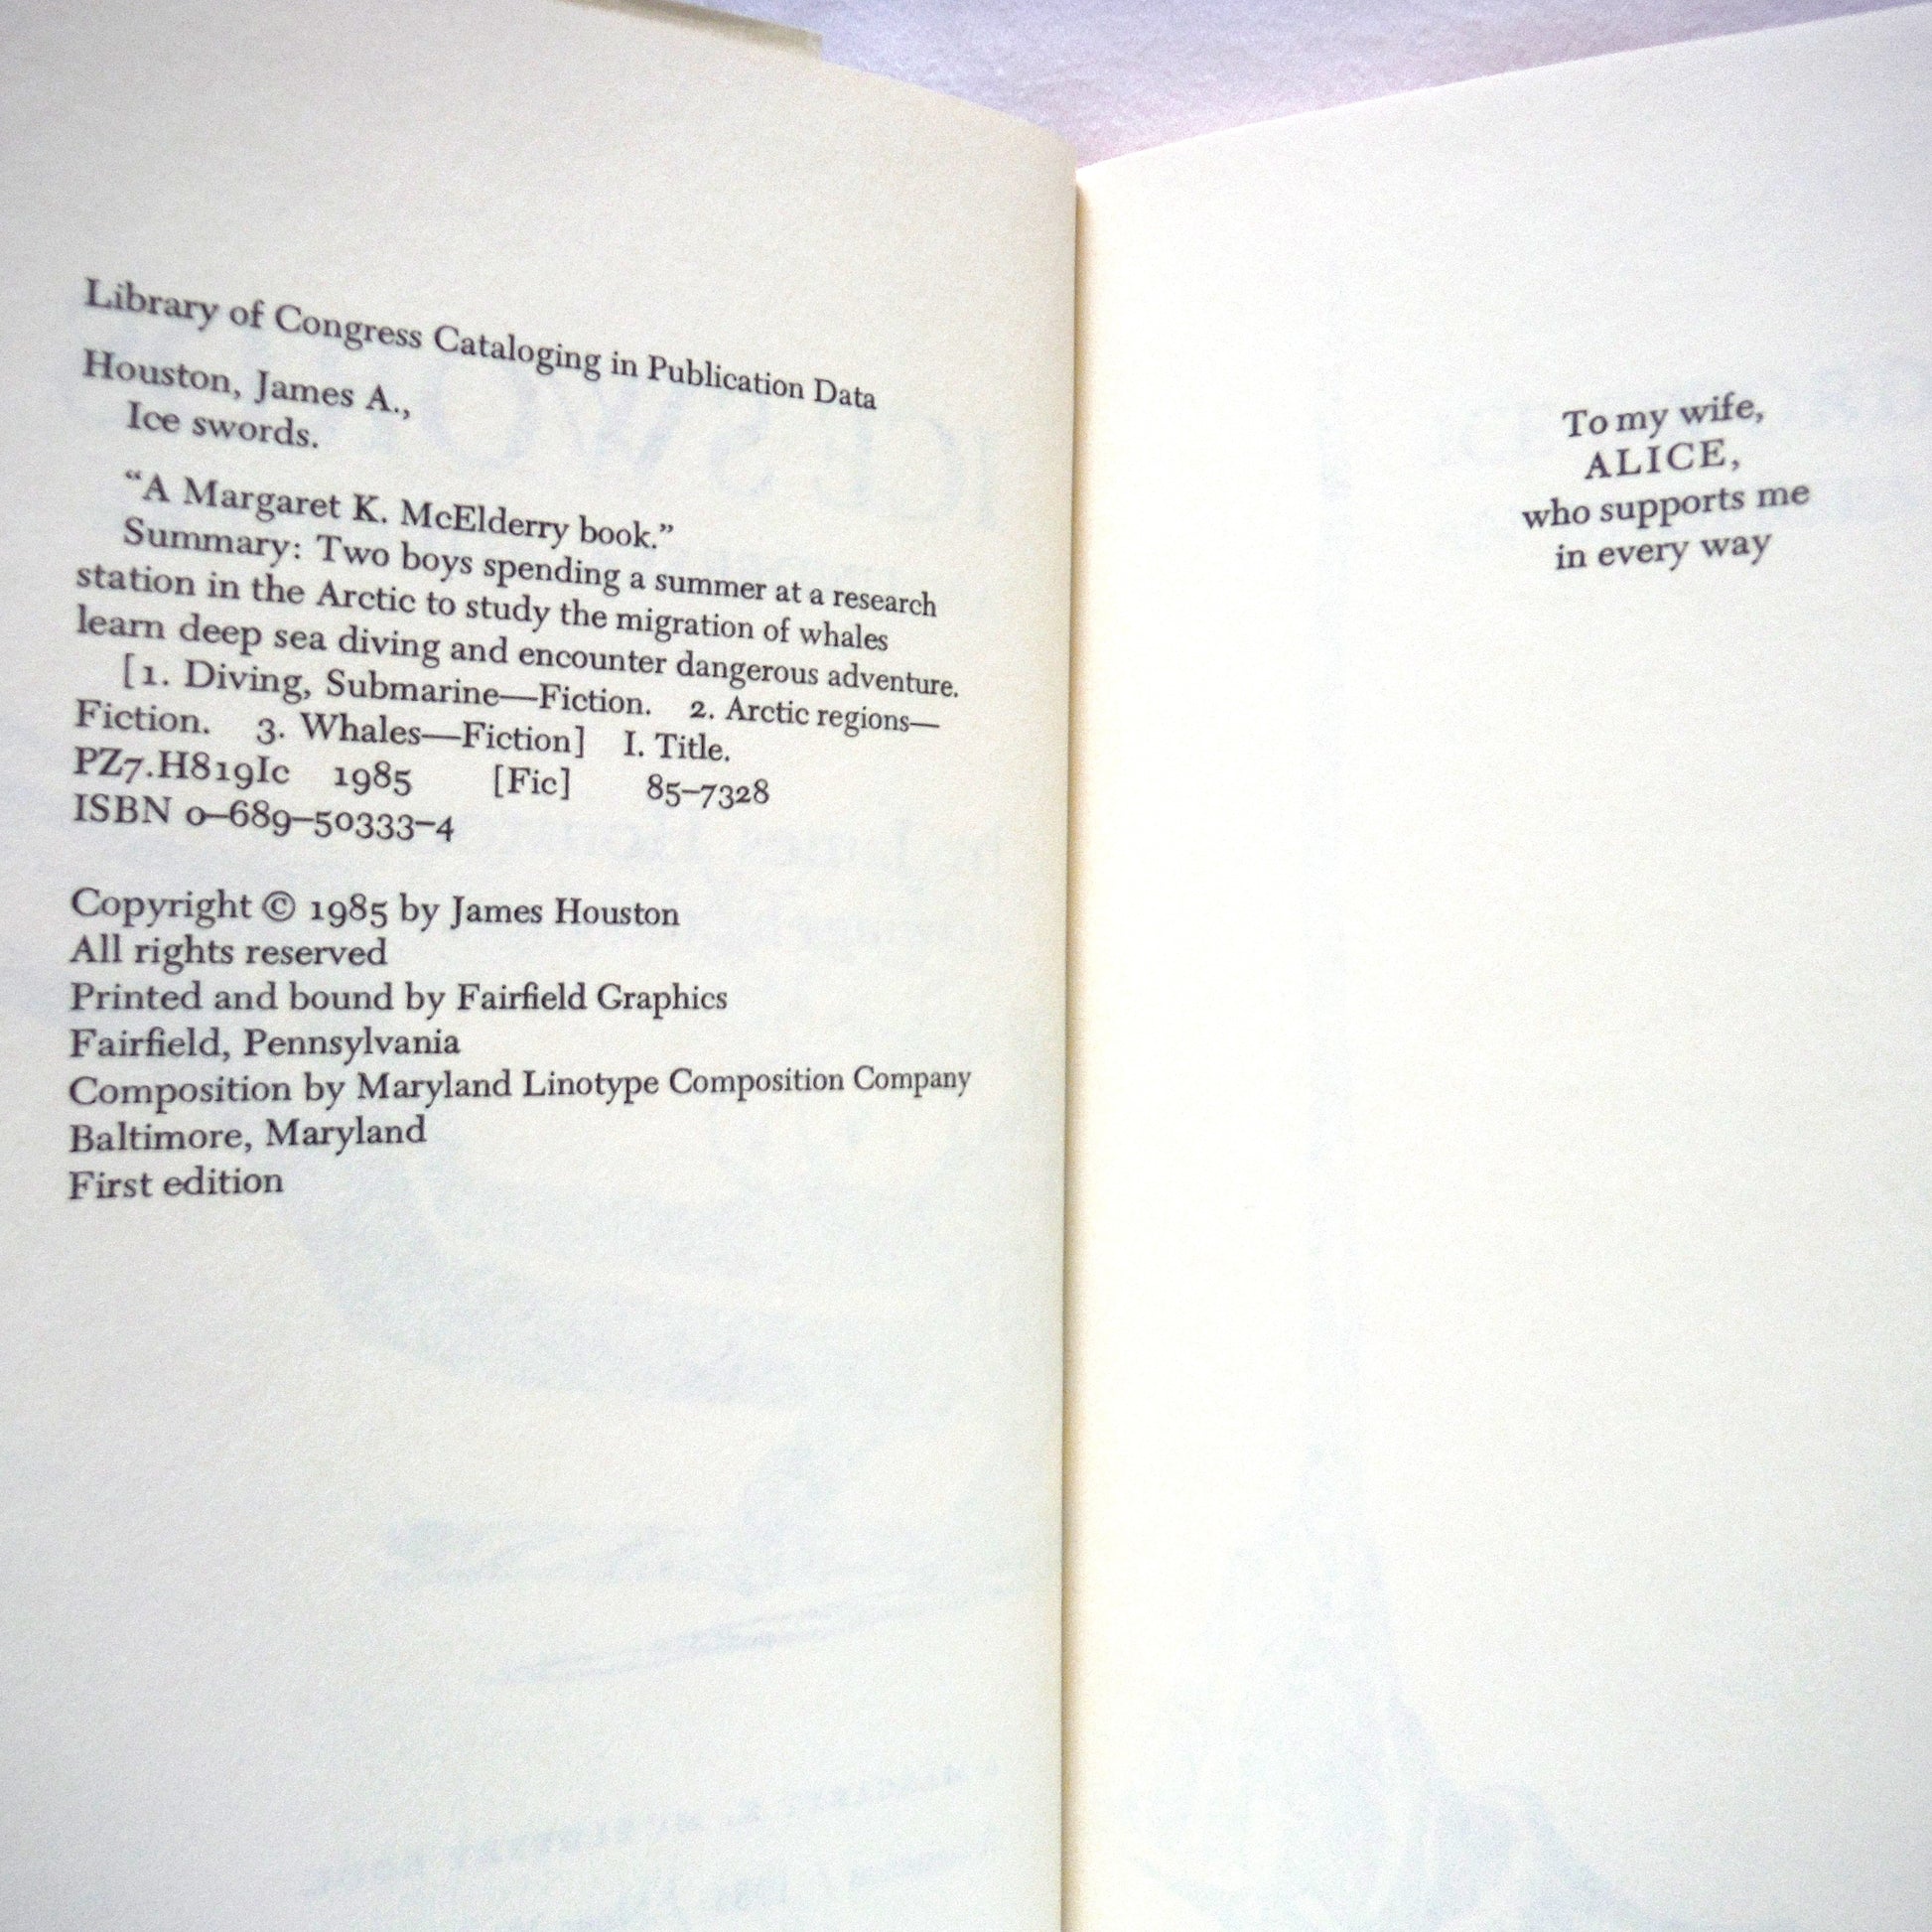 Library of Congress Cataloging in Publication Data
Houston, James A.,
Ice swords.
“A Margaret K. McElderry book.”
Summary: Two boys spending a summer at a research
station in the Arctic to study the migration of whales
learn deep sea diving and encounter dangerous adventure.
[1. Diving, Submarine—Fiction. 2. Arctic regions—
Fiction. 3. Whales—Fiction] I. Title.
PZ7.H819Ic 1985 [Fic] 85–7328
ISBN 0–689–50333–4
Copyright © 1985 by James Houston
All rights reserved
Printed and bound by Fairfield Graphics
Fairfield, Pennsylvania
Composition by Maryland Linotype Composition Company
Baltimore, Maryland
First edition
To my wife,
ALICE,
who supports me
in every way